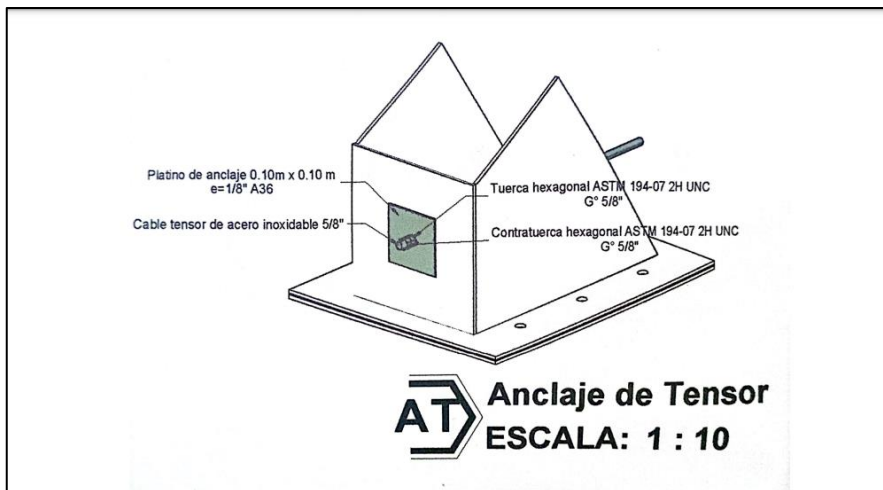 Platino de anclaje 0.10m x 0.10 m
e=1/8" A36
Cable tensor de acero inoxidable 5/8"
Tuerca hexagonal ASTM 194-07 2H UNC
G° 5/8"
Contratuerca hexagonal ASTM 194-07 2H UNC
G° 5/8"
AT
Anclaje de Tensor
ESCALA: 1 : 10